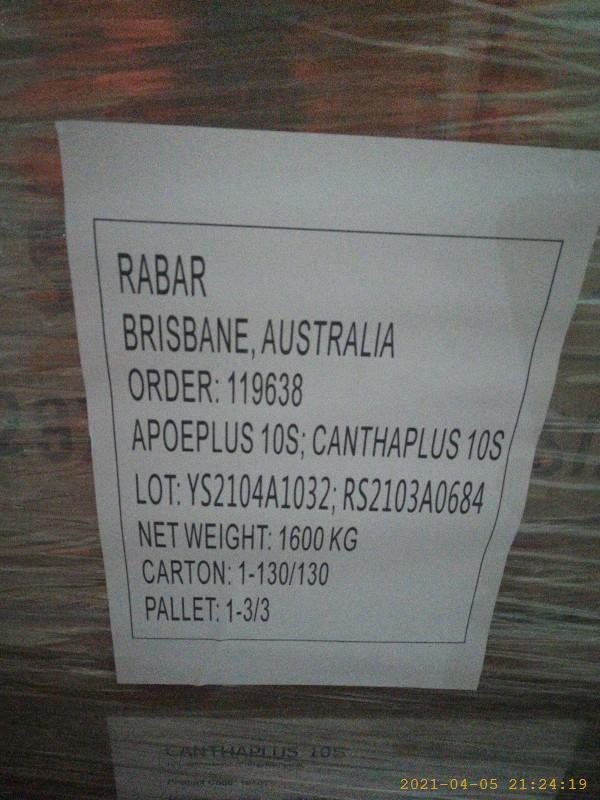 RABAR
BRISBANE, AUSTRALIA
ORDER: 119638
APOEPLUS 10S; CANTHAPLUS 10S
LOT: YS2104A1032; RS2103A0684
NET WEIGHT: 1600 KG
CARTON: 1-130/130
PALLET: 1-3/3
CANTHAPLUS 10S
2021-04-05 21:24:19